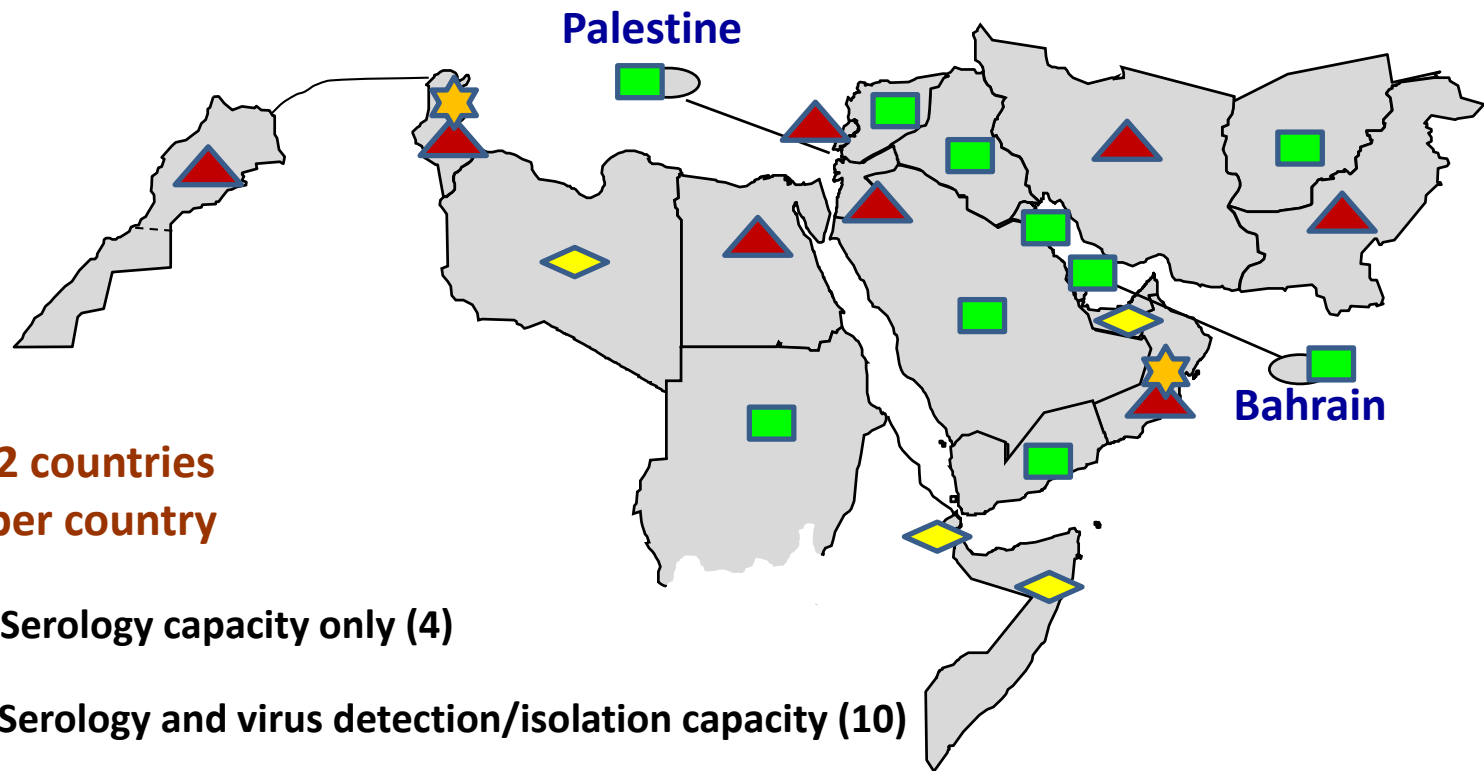 Palestine
Bahrain
2 countries
per country
Serology capacity only (4)
Serology and virus detection/isolation capacity (10)